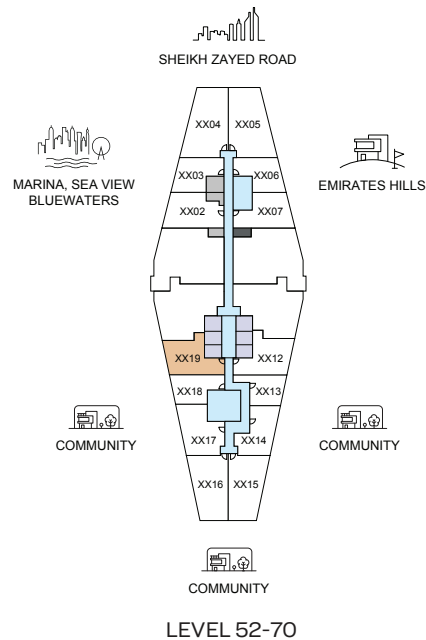 SHEIKH ZAYED ROAD
XX04 XX05
MARINA, SEA VIEW
BLUEWATERS
EMIRATES HILLS
XX03 XX06
XX02 XX07
XX19 XX12
XX18 XX13
COMMUNITY
COMMUNITY
XX17 XX14
XX16 XX15
COMMUNITY
LEVEL 52-70